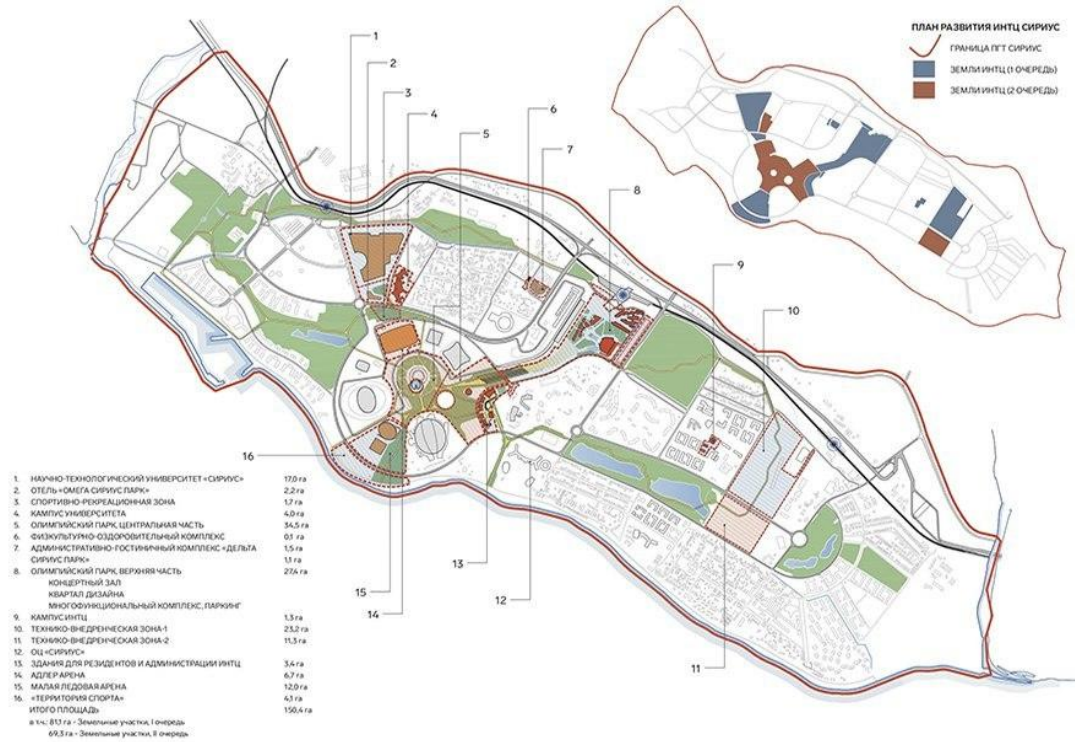 ПЛАН РАЗВИТИЯ ИНТЦ СИРИУС
ГРАНИЦА ПГТ СИРИУС
ЗЕМЛИ ИНТЦ (1 ОЧЕРЕДЬ)
ЗЕМЛИ ИНТЦ (2 ОЧЕРЕДЬ)
1
2
3
4
5
6
7
8
9
10
16
15
14
13
12
11
1. НАУЧНО-ТЕХНОЛОГИЧЕСКИЙ УНИВЕРСИТЕТ «СИРИУС» 17,0 га
2. ОТЕЛЬ «ОМЕГА СИРИУС ПАРК» 2,2 га
3. СПОРТИВНО-РЕКРЕАЦИОННАЯ ЗОНА 1,7 га
4. КАМПУС УНИВЕРСИТЕТА 4,0 га
5. ОЛИМПИЙСКИЙ ПАРК, ЦЕНТРАЛЬНАЯ ЧАСТЬ 34,5 га
6. ФИЗКУЛЬТУРНО-ОЗДОРОВИТЕЛЬНЫЙ КОМПЛЕКС 0,1 га
7. АДМИНИСТРАТИВНО-ГОСТИНИЧНЫЙ КОМПЛЕКС «ДЕЛЬТА 1,5 га
СИРИУС ПАРК» 1,1 га
8. ОЛИМПИЙСКИЙ ПАРК, ВЕРХНЯЯ ЧАСТЬ 27,4 га
КОНЦЕРТНЫЙ ЗАЛ
КВАРТАЛ ДИЗАЙНА
МНОГОФУНКЦИОНАЛЬНЫЙ КОМПЛЕКС, ПАРКИНГ
9. КАМПУС ИНТЦ 1,3 га
10. ТЕХНИКО-ВНЕДРЕНЧЕСКАЯ ЗОНА-1 23,2 га
11. ТЕХНИКО-ВНЕДРЕНЧЕСКАЯ ЗОНА-2 11,3 га
12. ОЦ «СИРИУС»
13. ЗДАНИЯ ДЛЯ РЕЗИДЕНТОВ И АДМИНИСТРАЦИИ ИНТЦ 3,4 га
14. АДЛЕР АРЕНА 6,7 га
15. МАЛАЯ ЛЕДОВАЯ АРЕНА 12,0 га
16. «ТЕРРИТОРИЯ СПОРТА» 4,1 га
ИТОГО ПЛОЩАДЬ 150,4 га
в т.ч.: 81,1 га - Земельные участки, I очередь
69,3 га - Земельные участки, II очередь